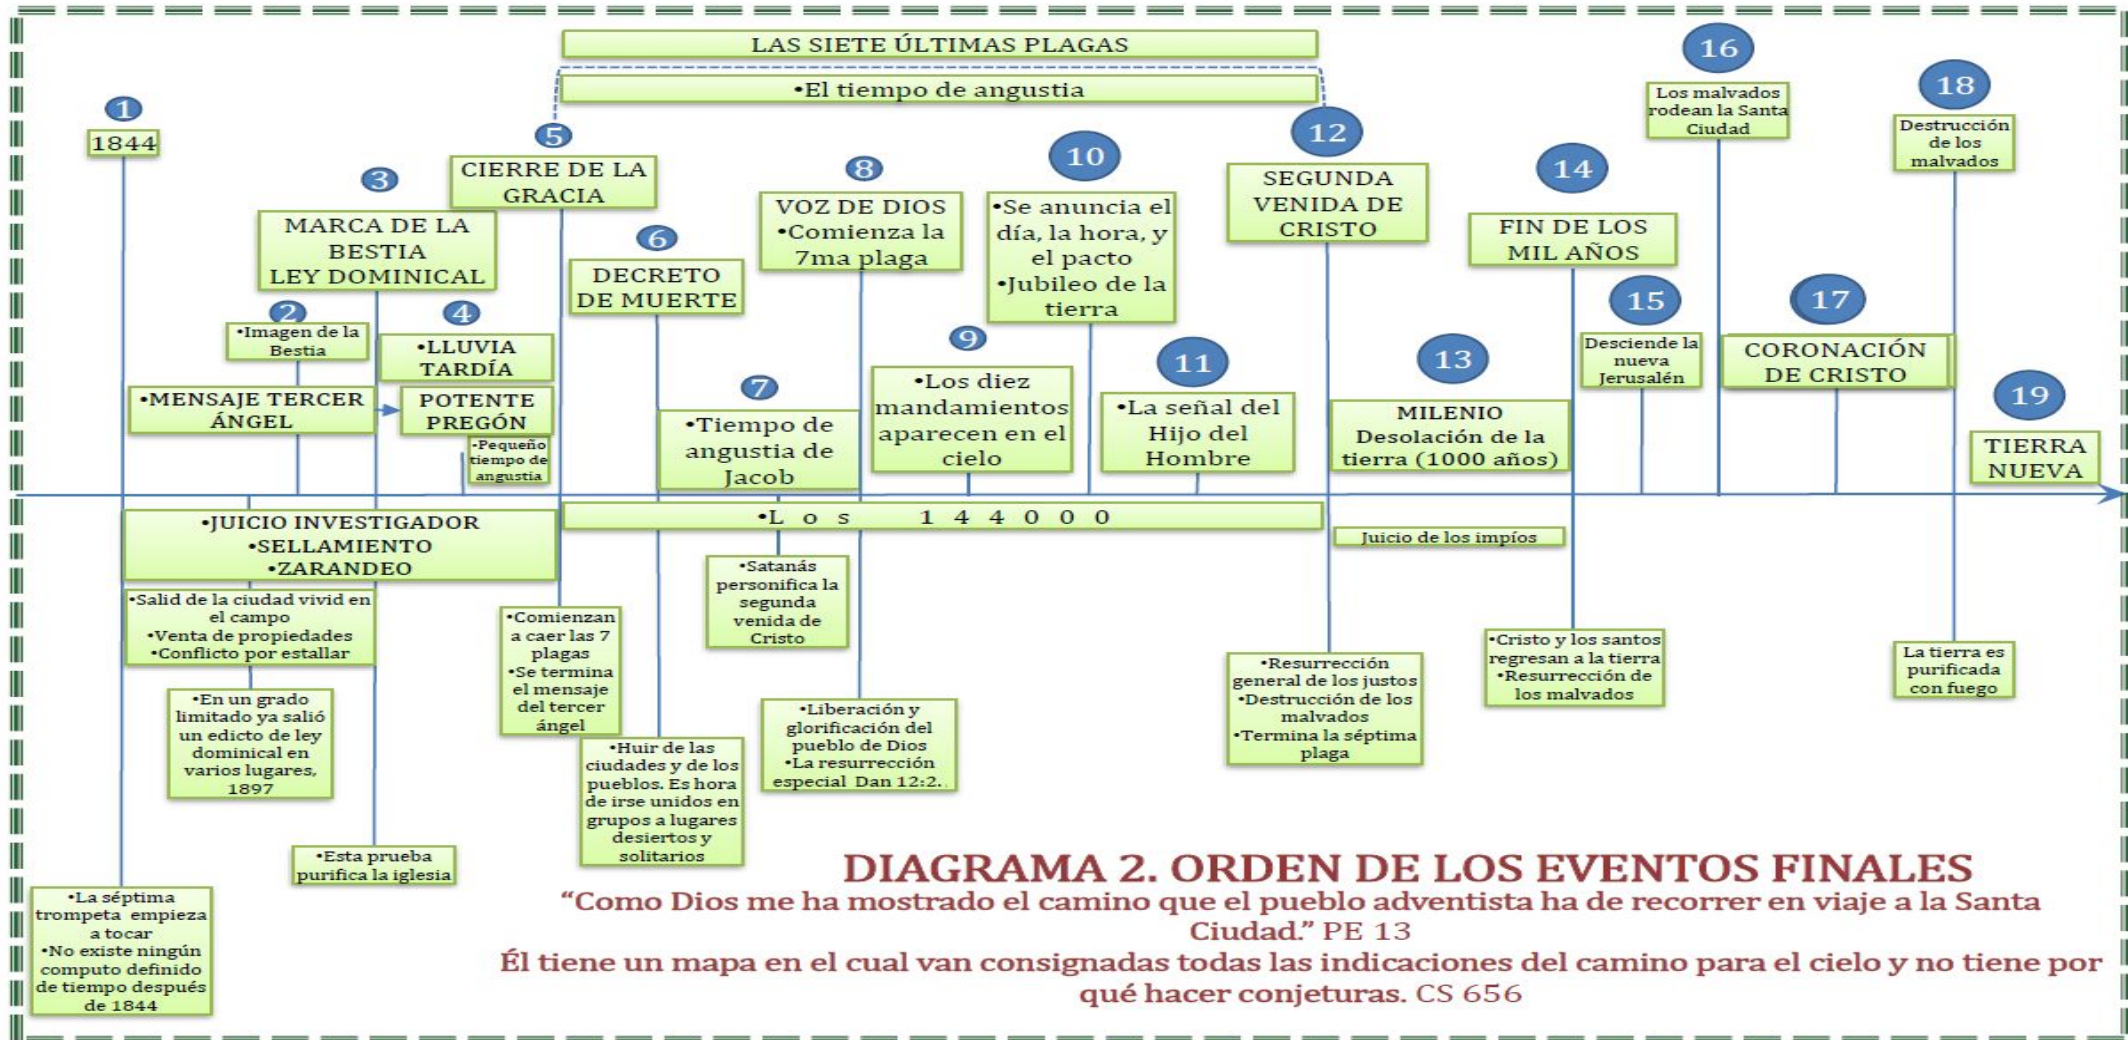 LAS SIETE ÚLTIMAS PLAGAS
•El tiempo de angustia
1
1844
2
•Imagen de la
Bestia
•MENSAJE TERCER
ÁNGEL
3
MARCA DE LA
BESTIA
LEY DOMINICAL
4
•LLUVIA
TARDÍA
POTENTE
PREGÓN
•Pequeño
tiempo de
angustia
5
CIERRE DE LA
GRACIA
6
DECRETO
DE MUERTE
7
•Tiempo de
angustia de
Jacob
8
VOZ DE DIOS
•Comienza la
7ma plaga
9
•Los diez
mandamientos
aparecen en el
cielo
10
•Se anuncia el
día, la hora, y
el pacto
•Jubileo de la
tierra
11
•La señal del
Hijo del
Hombre
12
SEGUNDA
VENIDA DE
CRISTO
13
MILENIO
Desolación de la
tierra (1000 años)
14
FIN DE LOS
MIL AÑOS
15
Desciende la
nueva
Jerusalén
16
Los malvados
rodean la Santa
Ciudad
17
CORONACIÓN
DE CRISTO
18
Destrucción
de los
malvados
19
TIERRA
NUEVA
•JUICIO INVESTIGADOR
•SELLAMIENTO
•ZARANDEO
•L o s 1 4 4 0 0 0
Juicio de los impíos
•Salid de la ciudad vivid en
el campo
•Venta de propiedades
•Conflicto por estallar
•En un grado
limitado ya salió
un edicto de ley
dominical en
varios lugares,
1897
•Esta prueba
purifica la iglesia
•La séptima
trompeta empieza
a tocar
•No existe ningún
computo definido
de tiempo después
de 1844
•Comienzan
a caer las 7
plagas
•Se termina
el mensaje
del tercer
ángel
•Huir de las
ciudades y de los
pueblos. Es hora
de irse unidos en
grupos a lugares
desiertos y
solitarios
•Satanás
personifica la
segunda
venida de
Cristo
•Liberación y
glorificación del
pueblo de Dios
•La resurrección
especial Dan 12:2.
•Resurrección
general de los justos
•Destrucción de los
malvados
•Termina la séptima
plaga
•Cristo y los santos
regresan a la tierra
•Resurrección de
los malvados
La tierra es
purificada
con fuego
DIAGRAMA 2. ORDEN DE LOS EVENTOS FINALES
“Como Dios me ha mostrado el camino que el pueblo adventista ha de recorrer en viaje a la Santa
Ciudad.” PE 13
Él tiene un mapa en el cual van consignadas todas las indicaciones del camino para el cielo y no tiene por
qué hacer conjeturas. CS 656